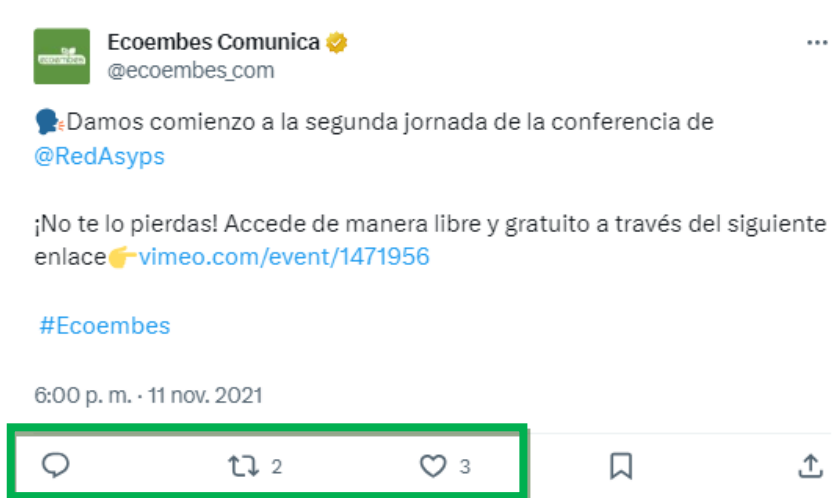 Ecoembes Comunica
@ecoembes_com
Damos comienzo a la segunda jornada de la conferencia de
@RedAsyps
¡No te lo pierdas! Accede de manera libre y gratuito a través del siguiente
enlace👉vimeo.com/event/1471956
#Ecoembes
6:00 p. m. · 11 nov. 2021
2 3